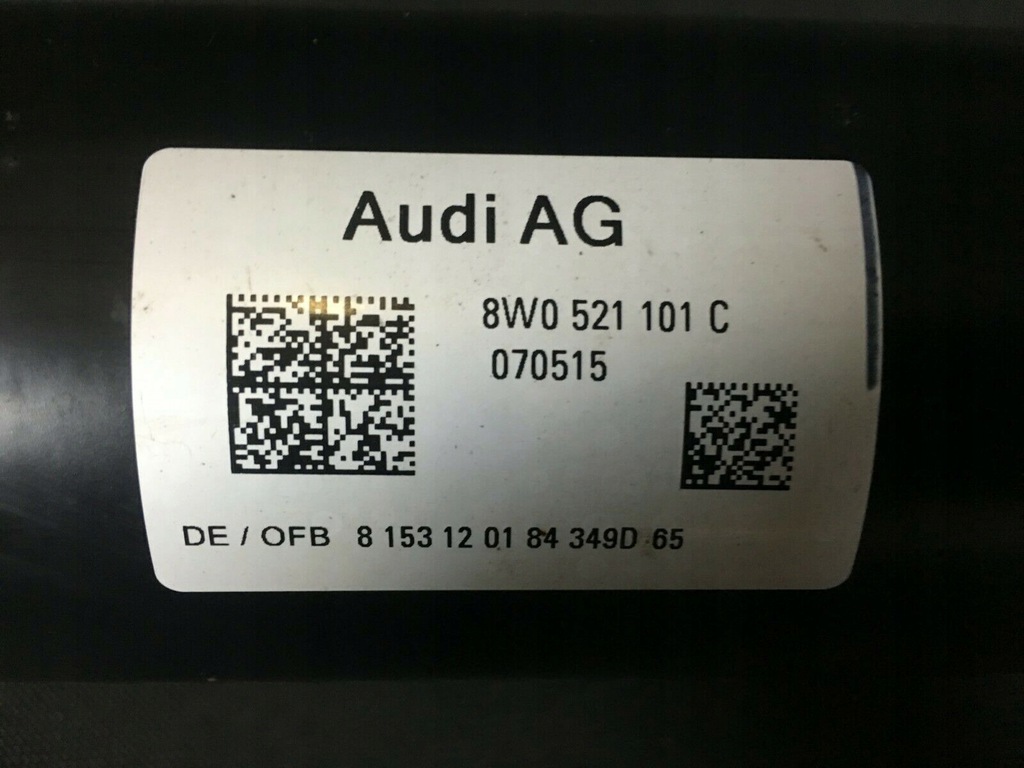 Audi AG
8W0 521 101 C
070515
DE / OFB 8 153 12 01 84 349D 65